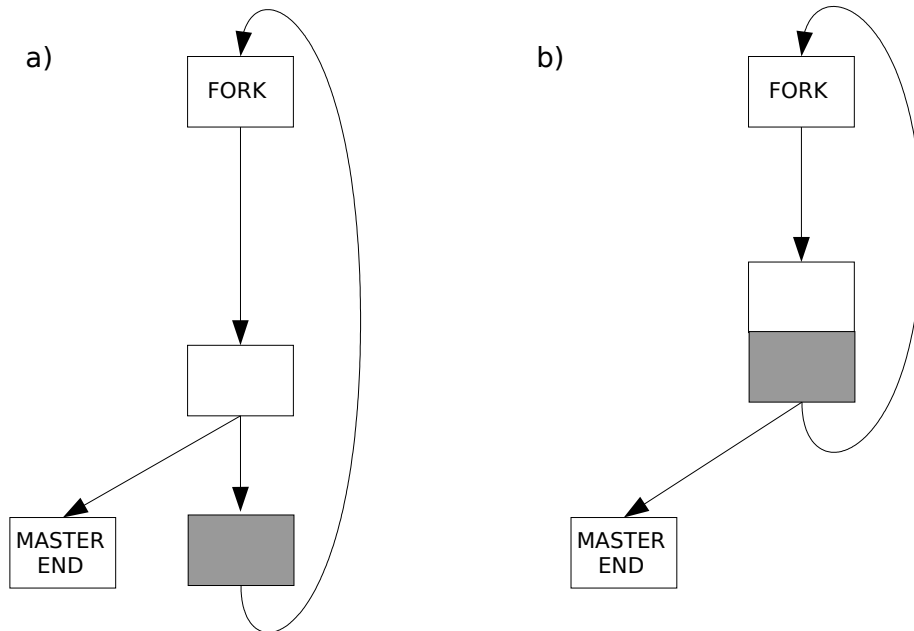 a)
FORK
MASTER
END
b)
FORK
MASTER
END